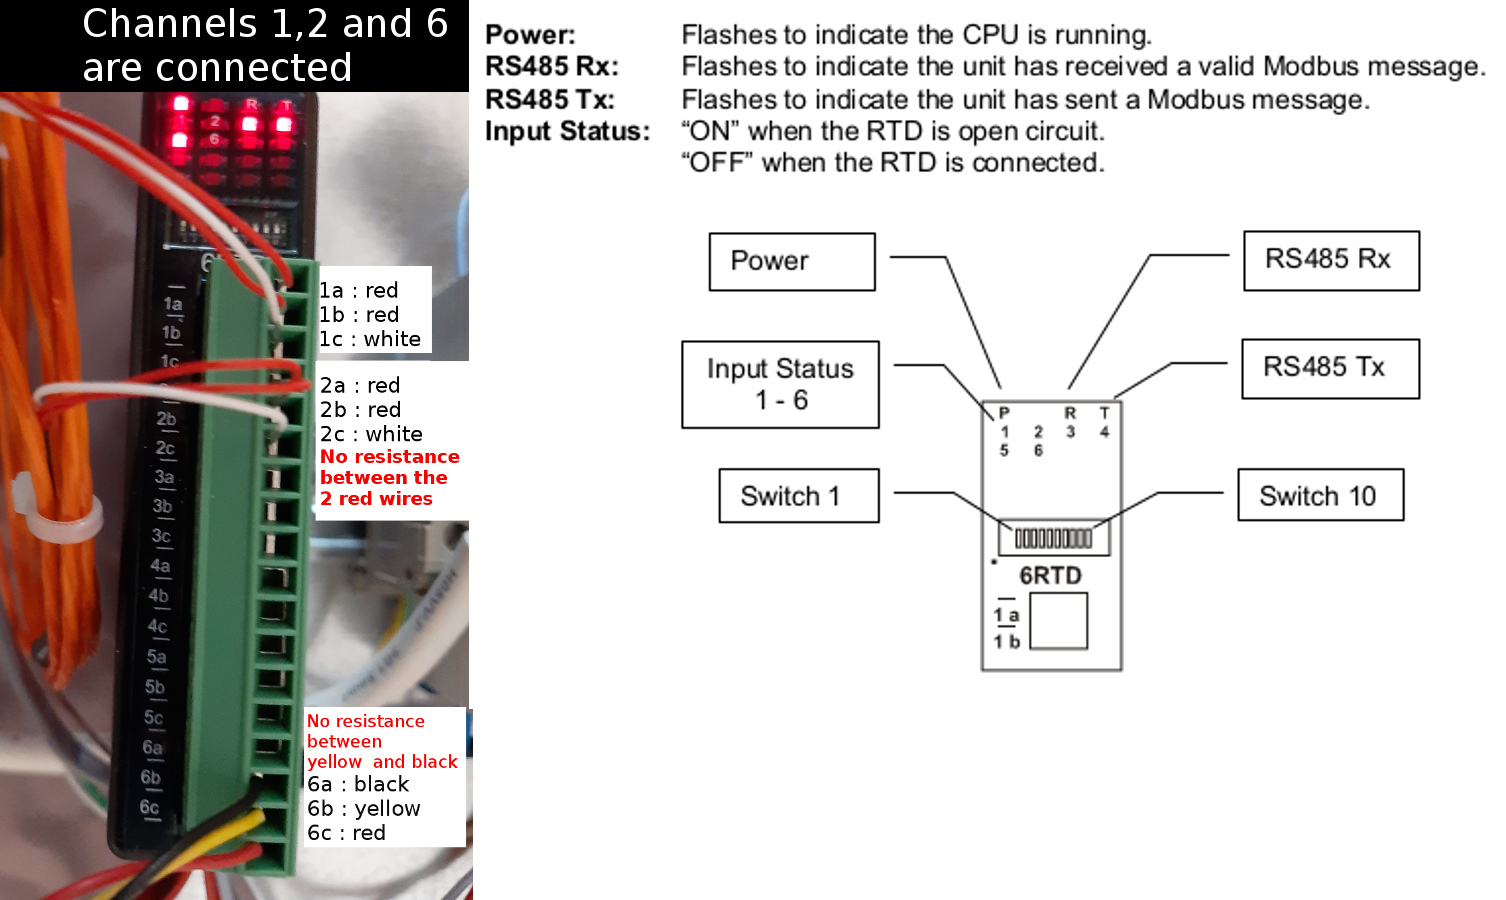 Channels 1,2 and 6
are connected
R T
2
6
1a
1b
1c
2b
2c
3a
3b
3c
4a
4b
4c
5a
5b
5c
6a
6b
6c
1a : red
1b : red
1c : white
2a : red
2b : red
2c : white
No resistance
between the
2 red wires
No resistance
between
yellow and black
6a : black
6b : yellow
6c : red
Power: Flashes to indicate the CPU is running.
RS485 Rx: Flashes to indicate the unit has received a valid Modbus message.
RS485 Tx: Flashes to indicate the unit has sent a Modbus message.
Input Status: “ON” when the RTD is open circuit.
“OFF” when the RTD is connected.
Power
RS485 Rx
Input Status
1 - 6
RS485 Tx
P R T
1 2 3 4
5 6
Switch 1
Switch 10
6RTD
1 a
1 b